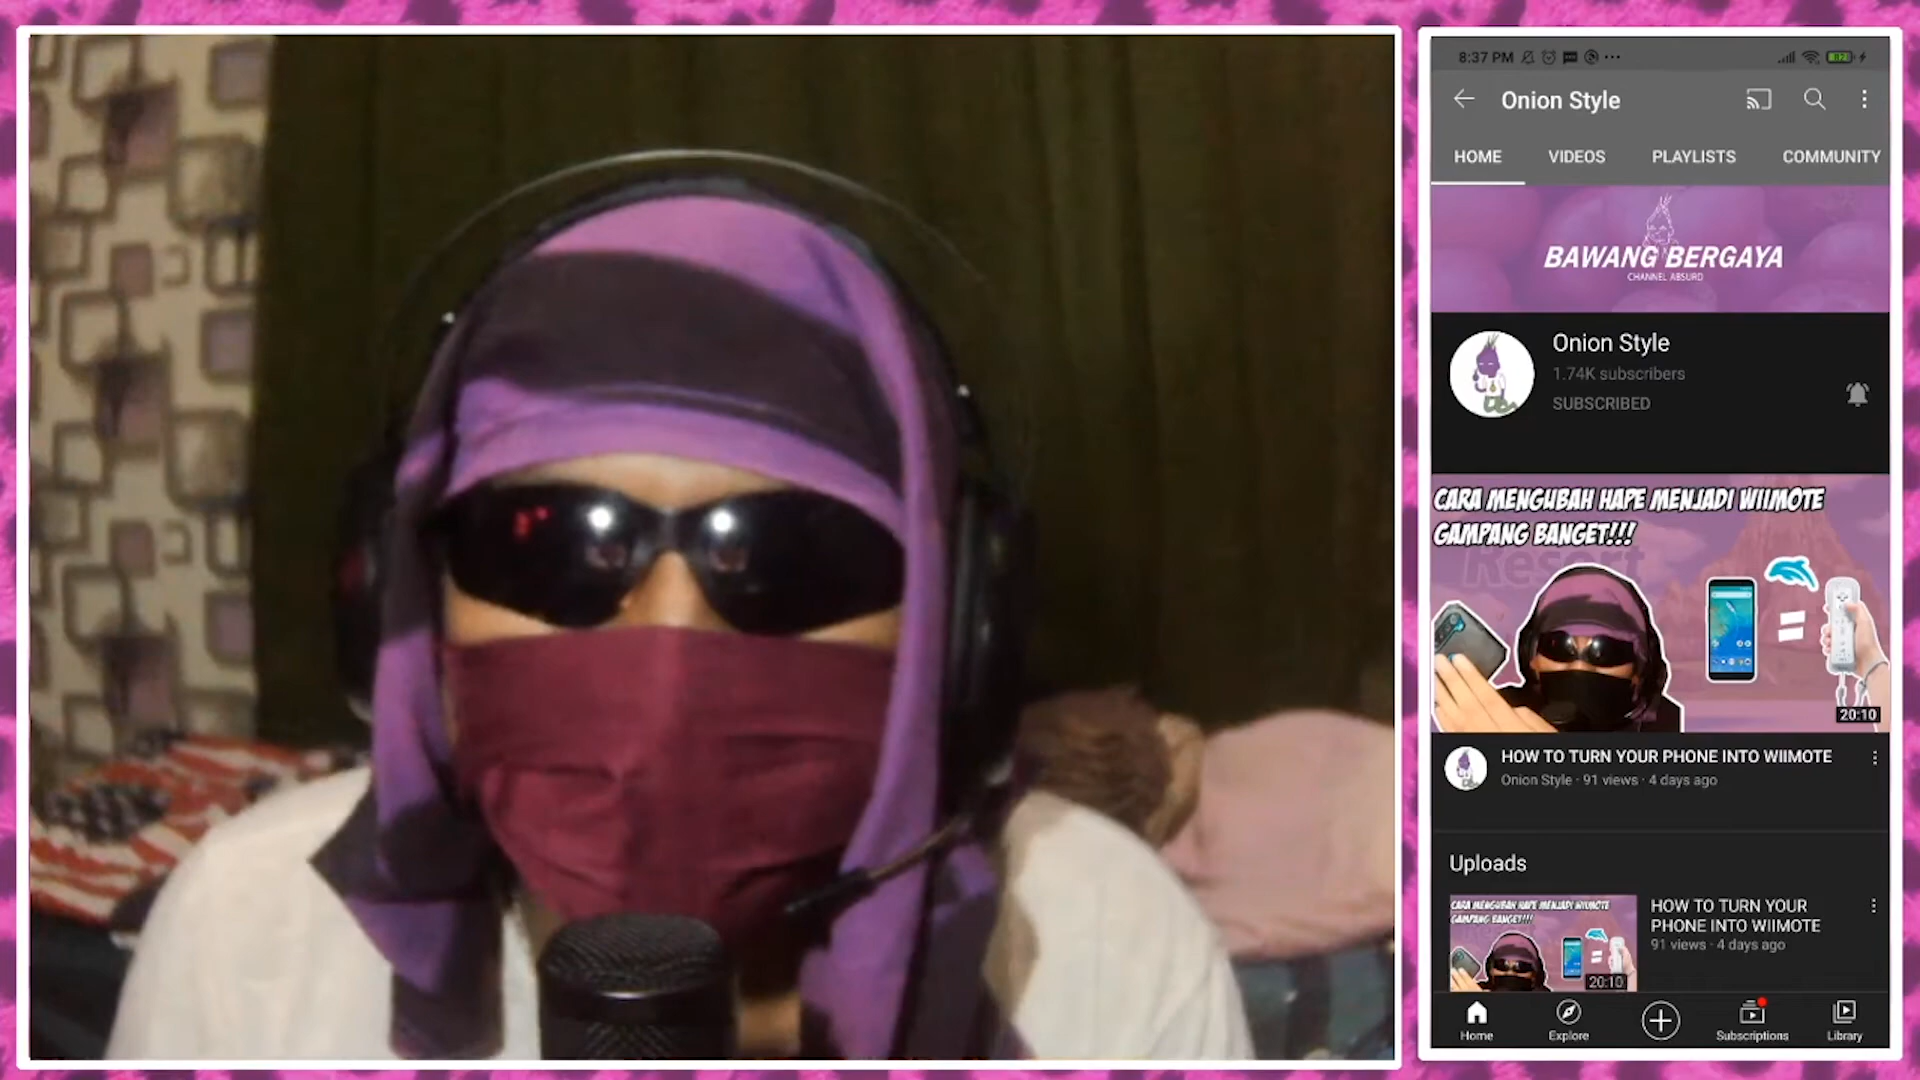 8:37 PM
Onion Style
HOME VIDEOS PLAYLISTS COMMUNITY
BAWANG BERGAYA
CHANNEL ABSURD
Onion Style
1.74K subscribers
SUBSCRIBED
CARA MENGUBAH HAPE MENJADI WIIMOTE
GAMPANG BANGET!!!
Resort
20:10
HOME TO TURN YOUR PHONE INTO WIIMOTE
Onion Style · 91 views · 4 days ago
Uploads
CARA MENGUBAH HAPE MENJADI WIIMOTE
GAMPANG BANGET!!!
20:10
HOW TO TURN YOUR
PHONE INTO WIIMOTE
91 views · 4 days ago
Home Explore Subscriptions Library